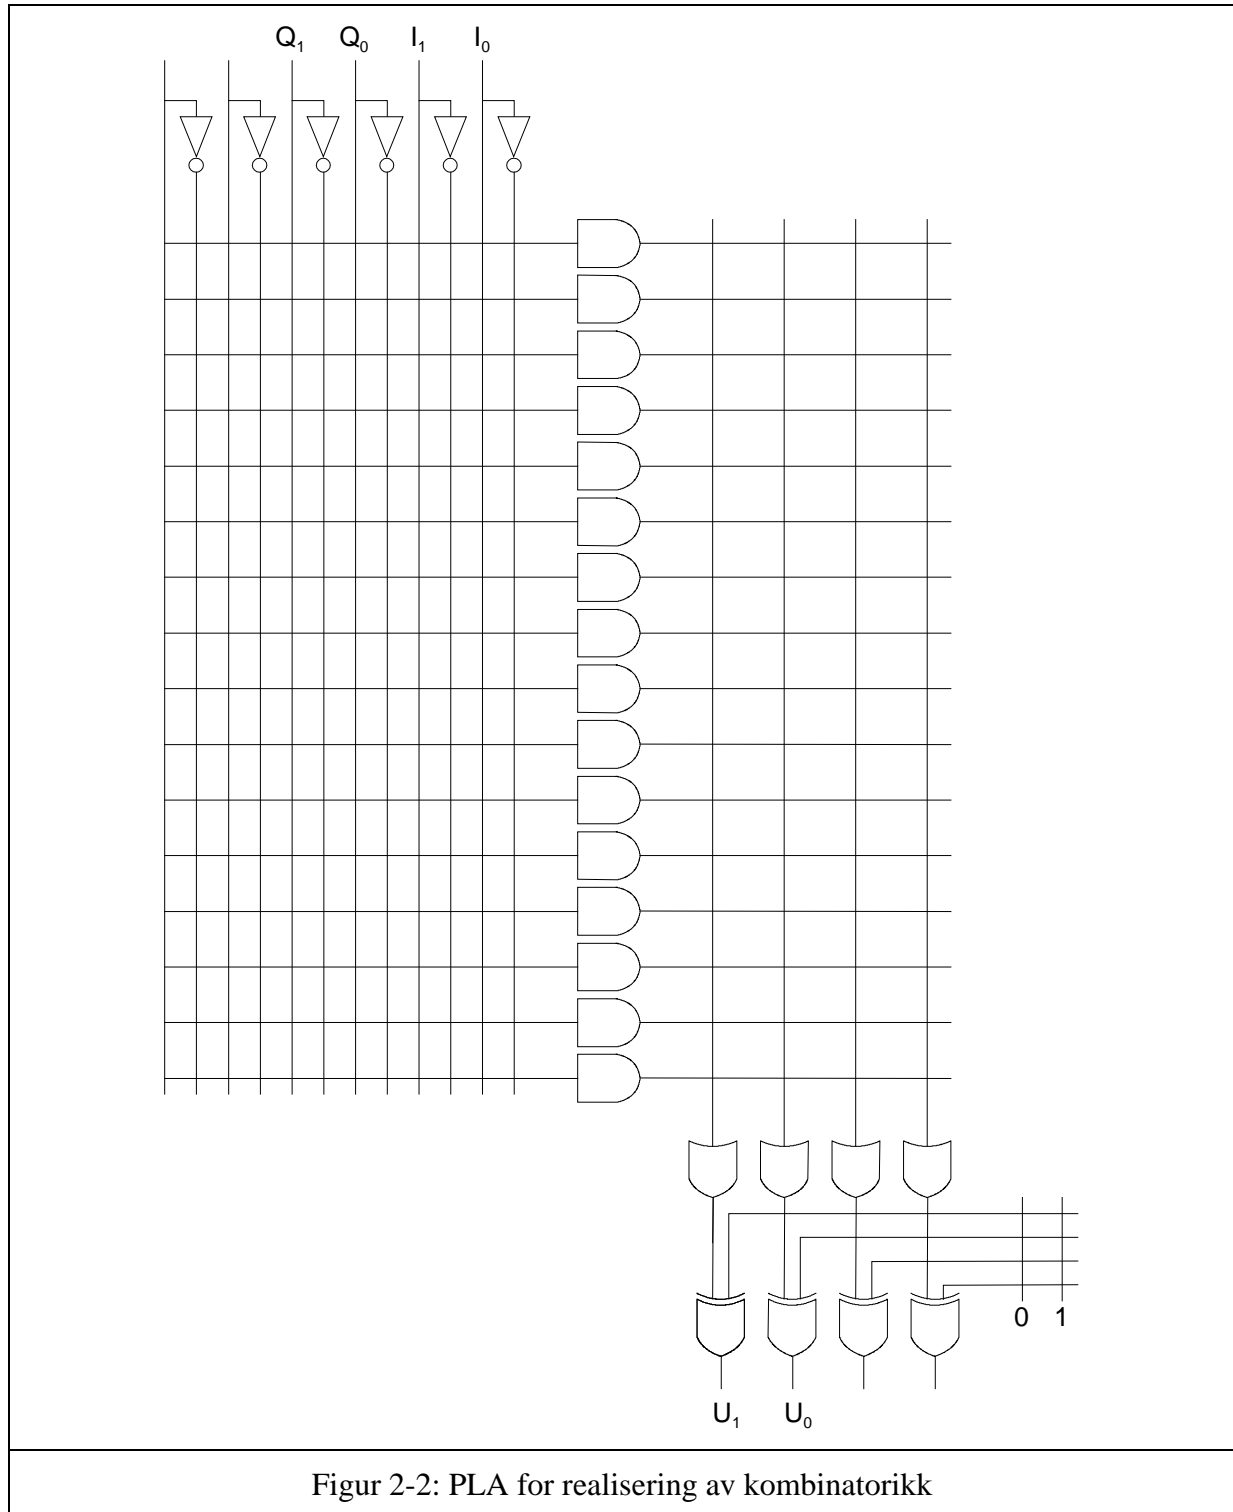 Q₁ Q₀ I₁ I₀
0 1
U₁ U₀
Figur 2-2: PLA for realisering av kombinatorikk